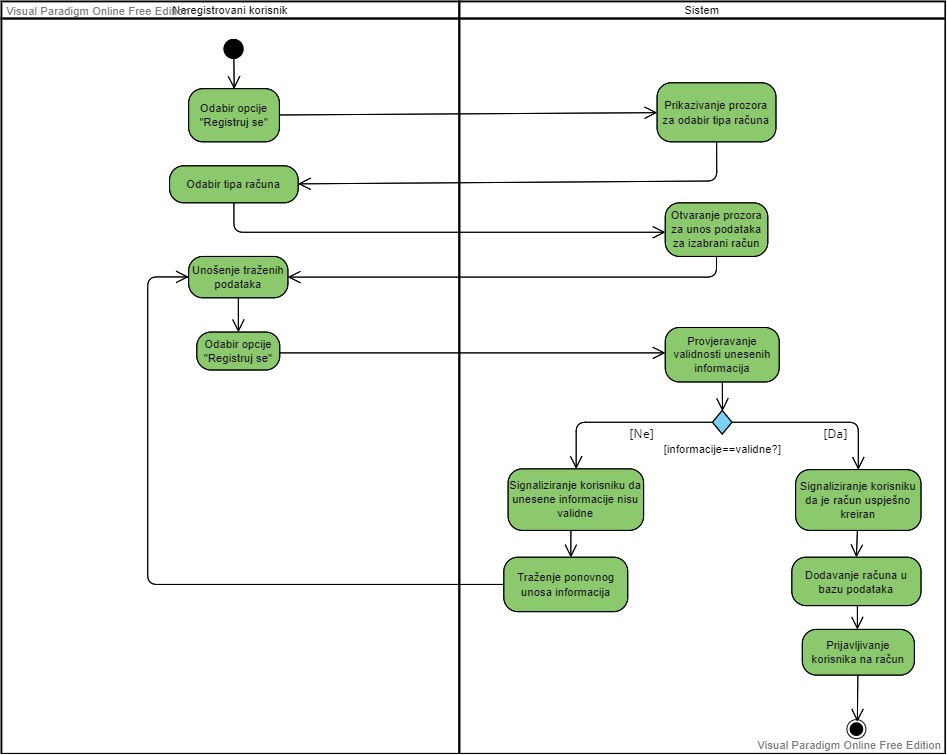 Visual Paradigm Online Free Edition
Neregistrovani korisnik
Sistem
Odabir opcije
"Registruj se"
Prikazivanje prozora
za odabir tipa računa
Odabir tipa računa
Otvaranje prozora
za unos podataka
za izabrani račun
Unošenje traženih
podataka
Odabir opcije
"Registruj se"
Provjeravanje
validnosti unesenih
informacija
[Ne]
[Da]
[informacije==validne?]
Signaliziranje korisniku da
unesene informacije nisu
validne
Signaliziranje korisniku
da je račun uspješno
kreiran
Traženje ponovnog
unosa informacija
Dodavanje računa u
bazu podataka
Prijavljivanje
korisnika na račun
Visual Paradigm Online Free Edition